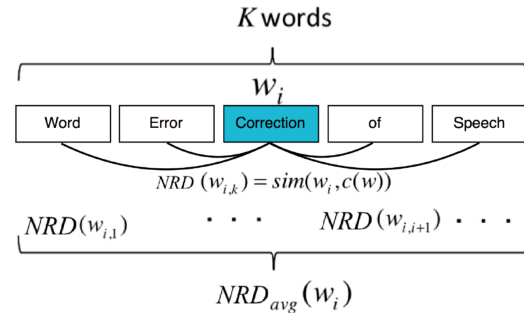 K words
w_i
Word Error Correction of Speech
NRD (w_{i,k}) = sim(w_i, c(w))
NRD(w_{i,1}) · · · NRD(w_{i,i+1}) · · ·
NRD_{avg}(w_i)